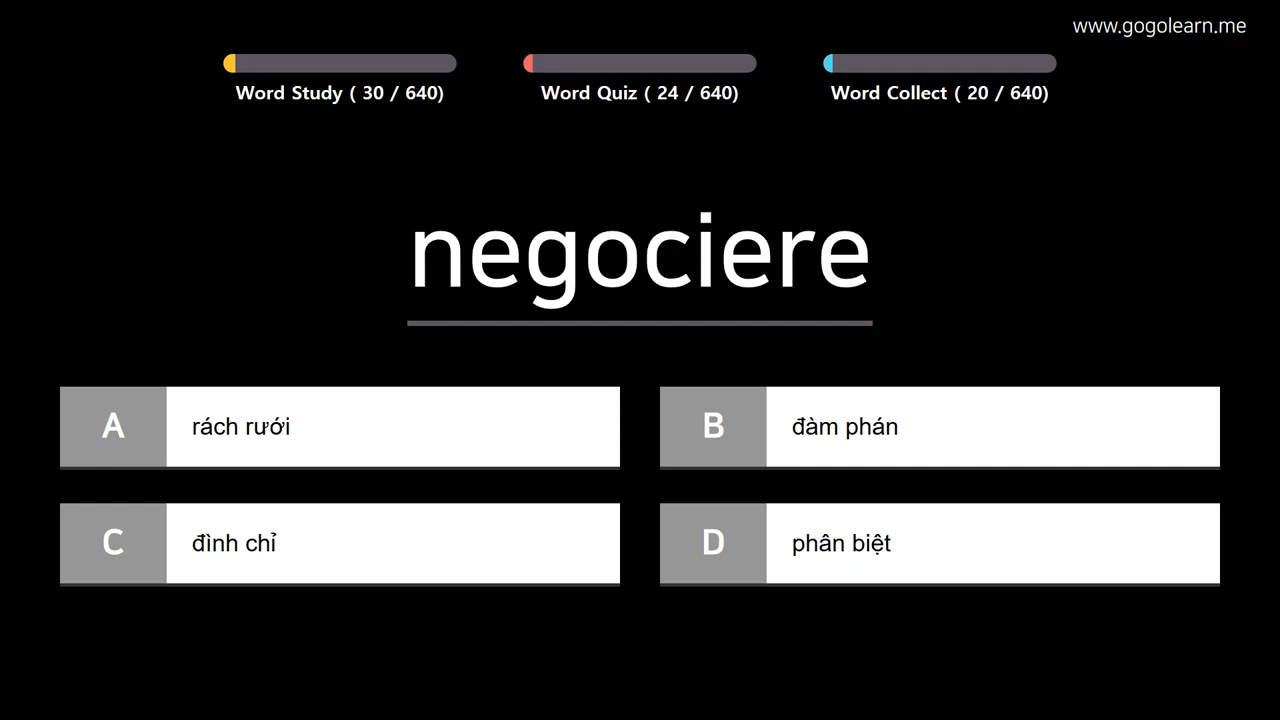 www.gogolearn.me
Word Study ( 30 / 640)
Word Quiz ( 24 / 640)
Word Collect ( 20 / 640)
negociere
A rách rưới
B đàm phán
C đình chỉ
D phân biệt